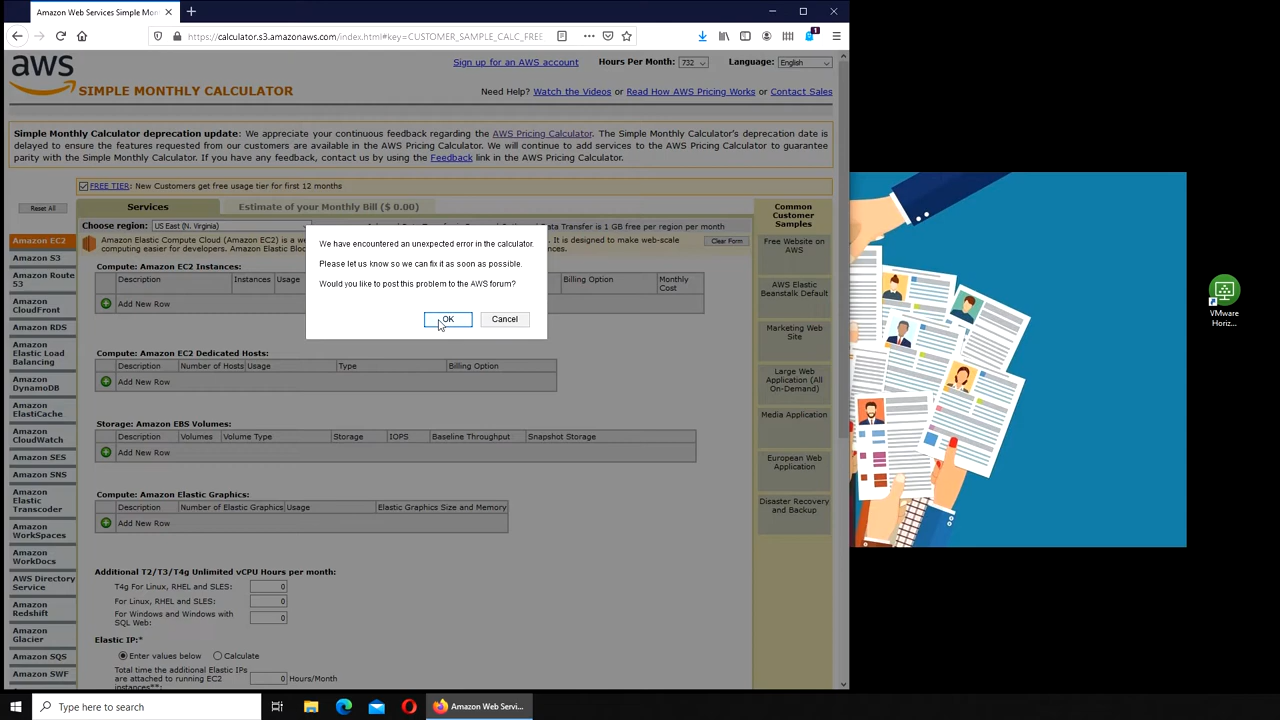 Amazon Web Services Simple Mon
https://calculator.s3.amazonaws.com/index.html#key=CUSTOMER_SAMPLE_CALC_FREE
1
aws
SIMPLE MONTHLY CALCULATOR
Sign up for an AWS account
Hours Per Month: 732
Language: English
Need Help? Watch the Videos or Read How AWS Pricing Works or Contact Sales
Simple Monthly Calculator deprecation update: We appreciate your continuous feedback regarding the AWS Pricing Calculator. The Simple Monthly Calculator's deprecation date is
delayed to ensure the features requested from our customers are available in the AWS Pricing Calculator. We will continue to add services to the AWS Pricing Calculator to guarantee
parity with the Simple Monthly Calculator. If you have any feedback, contact us by using the Feedback link in the AWS Pricing Calculator.
FREE TIER: New Customers get free usage tier for first 12 months
Reset All
Services
Estimate of your Monthly Bill ($ 0.00)
Choose region: US East (N. Virginia)
Data Transfer is 1 GB free per region per month
Amazon Elastic Compute Cloud (Amazon EC2) is a we
It is designed to make web-scale
computing easier for developers. Amazon Elastic Block
Clear Form
Amazon EC2
Amazon S3
Amazon Route
53
Amazon
CloudFront
Amazon RDS
Amazon
Elastic Load
Balancing
Amazon
DynamoDB
Amazon
ElastiCache
Amazon
CloudWatch
Amazon SES
Amazon SNS
Amazon
Elastic
Transcoder
Amazon
WorkSpaces
Amazon
WorkDocs
AWS Directory
Service
Amazon
Redshift
Amazon
Glacier
Amazon SQS
Amazon SWF
Compute: Amazon EC2 Instances:
Description Instances Usage
Billing Option
Monthly
Cost
Add New Row
We have encountered an unexpected error in the calculator.
Please let us know so we can fix it as soon as possible.
Would you like to post this problem to the AWS forum?
OK
Cancel
Compute: Amazon EC2 Dedicated Hosts:
Description Number of Hosts Usage Type Billing Option
Add New Row
Storage: Amazon EBS Volumes:
Description Volumes Volume Type Storage IOPS Baseline Throughput Snapshot Storage
Add New Row
Compute: Amazon Elastic Graphics:
Description Number of Elastic Graphics Usage Elastic Graphics Size and Memory
Add New Row
Additional T2/T3/T4g Unlimited vCPU Hours per month:
T4g For Linux, RHEL and SLES: 0
For Linux, RHEL and SLES: 0
For Windows and Windows with
SQL Web: 0
Elastic IP:*
Enter values below Calculate
Total time the additional Elastic IPs
are attached to running EC2 0 Hours/Month
instances**:
Common
Customer
Samples
Free Website on
AWS
AWS Elastic
Beanstalk Default
Marketing Web
Site
Large Web
Application (All
On-Demand)
Media Application
European Web
Application
Disaster Recovery
and Backup
VMware
Horiz...
Type here to search
Amazon Web Servi...